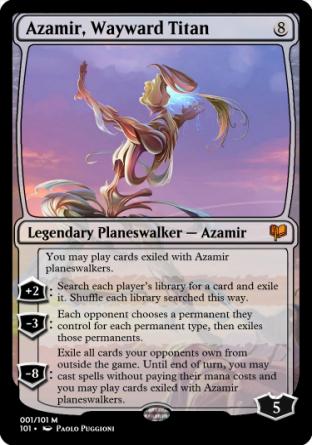 Azamir, Wayward Titan 8
Legendary Planeswalker — Azamir
You may play cards exiled with Azamir
planeswalkers.
+2: Search each player's library for a card and exile
it. Shuffle each library searched this way.
-3: Each opponent chooses a permanent they
control for each permanent type, then exiles
those permanents.
-8: Exile all cards your opponents own from
outside the game. Until end of turn, you may
cast spells without paying their mana costs and
you may play cards exiled with Azamir
planeswalkers.
5
001/101 M
101 • Paolo Puggioni